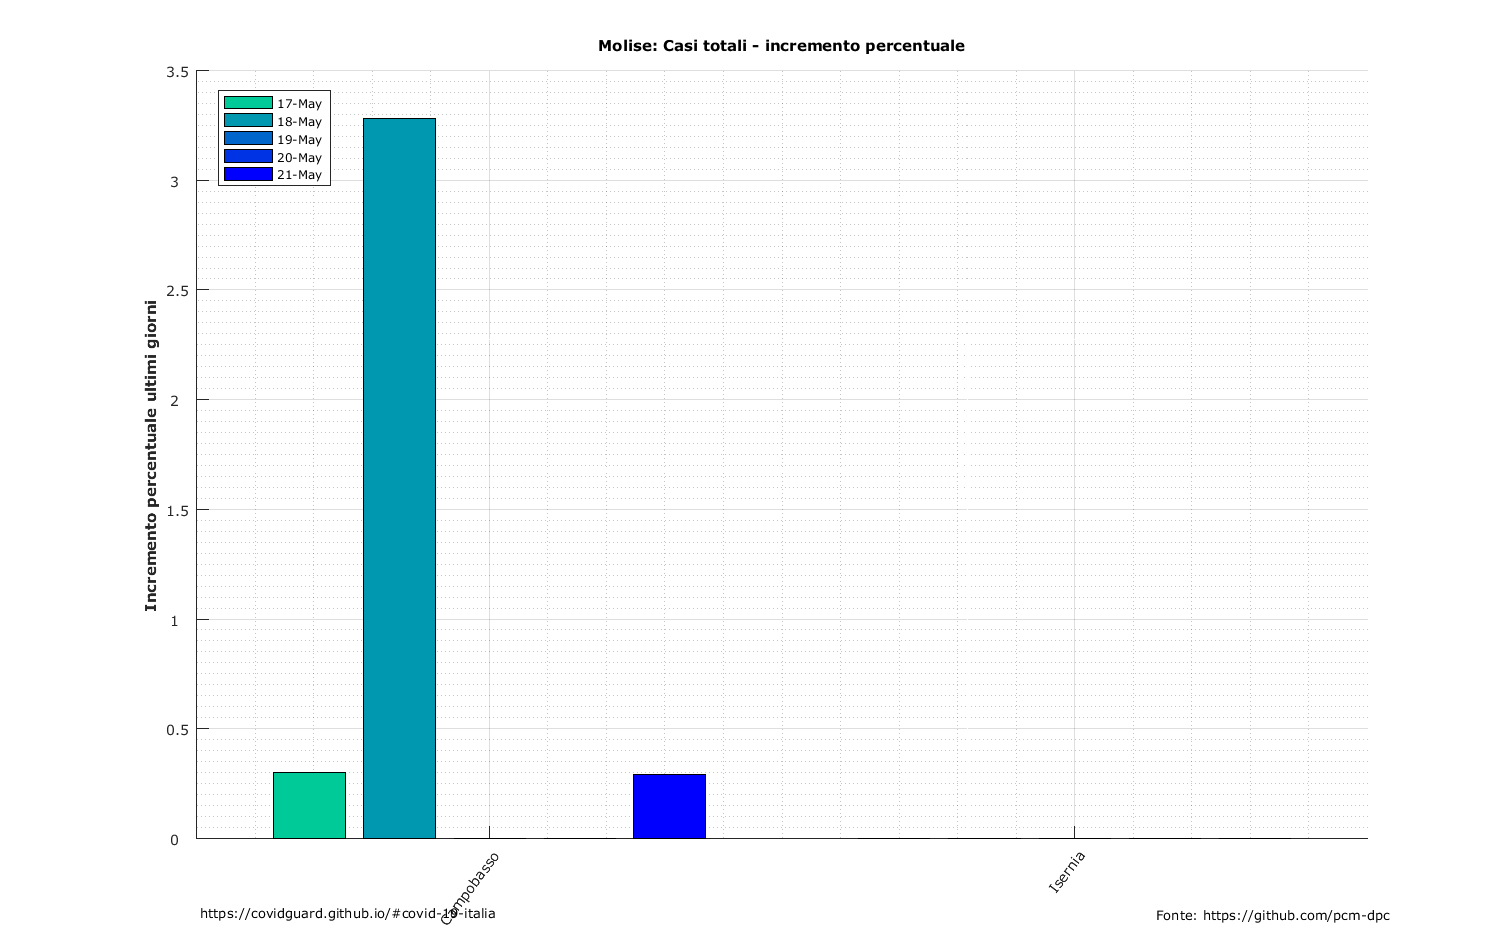 Molise: Casi totali - incremento percentuale
3.5
3
2.5
2
1.5
1
0.5
0
Incremento percentuale ultimi giorni
17-May
18-May
19-May
20-May
21-May
Campobasso
Isernia
https://covidguard.github.io/#covid-19-italia
Fonte: https://github.com/pcm-dpc